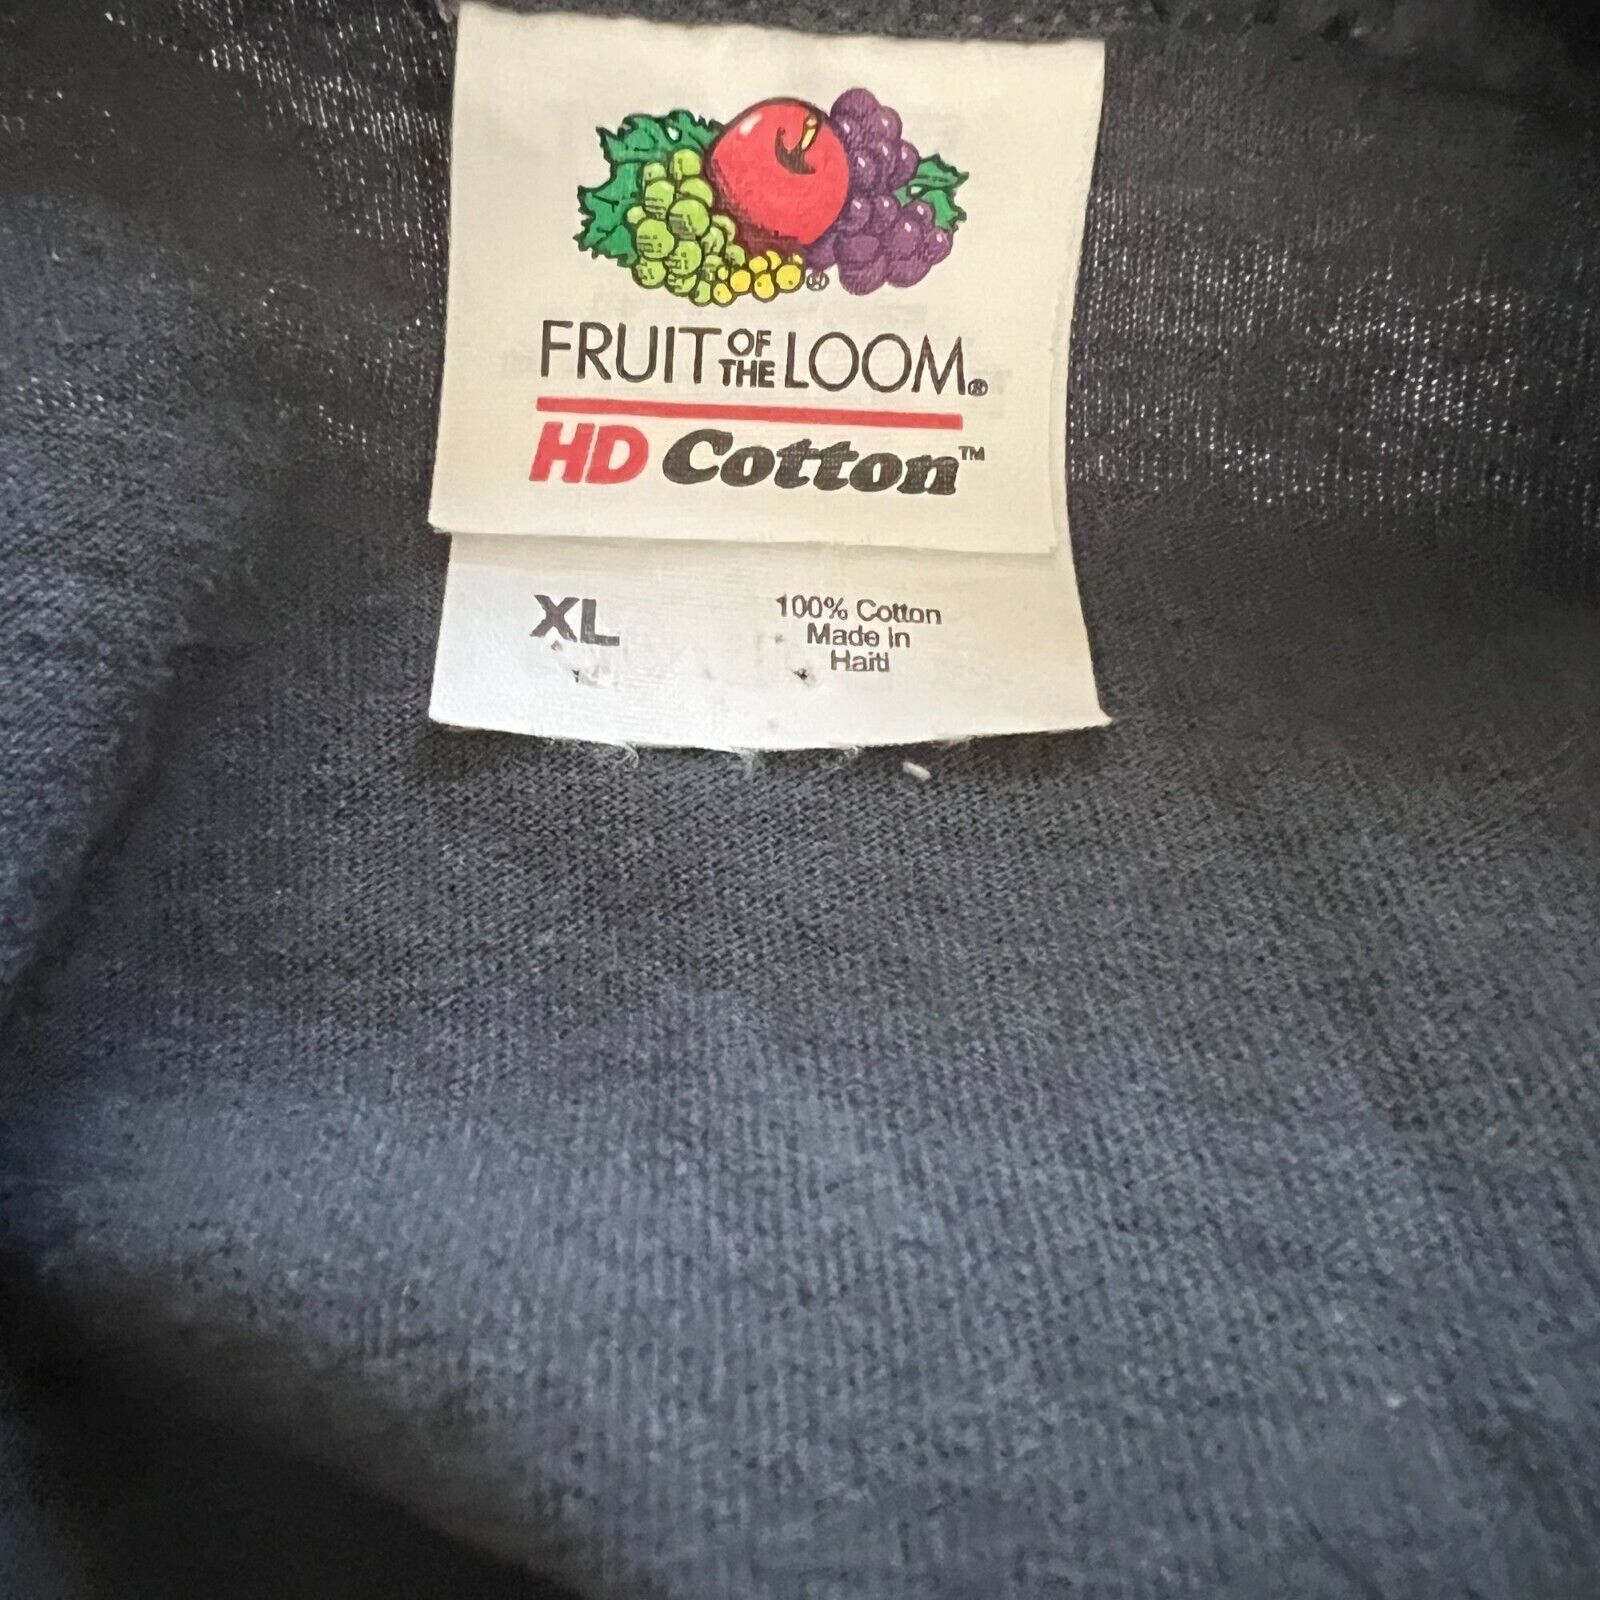 FRUIT OF THE LOOM®
HD Cotton™
XL
100% Cotton
Made in
Haiti